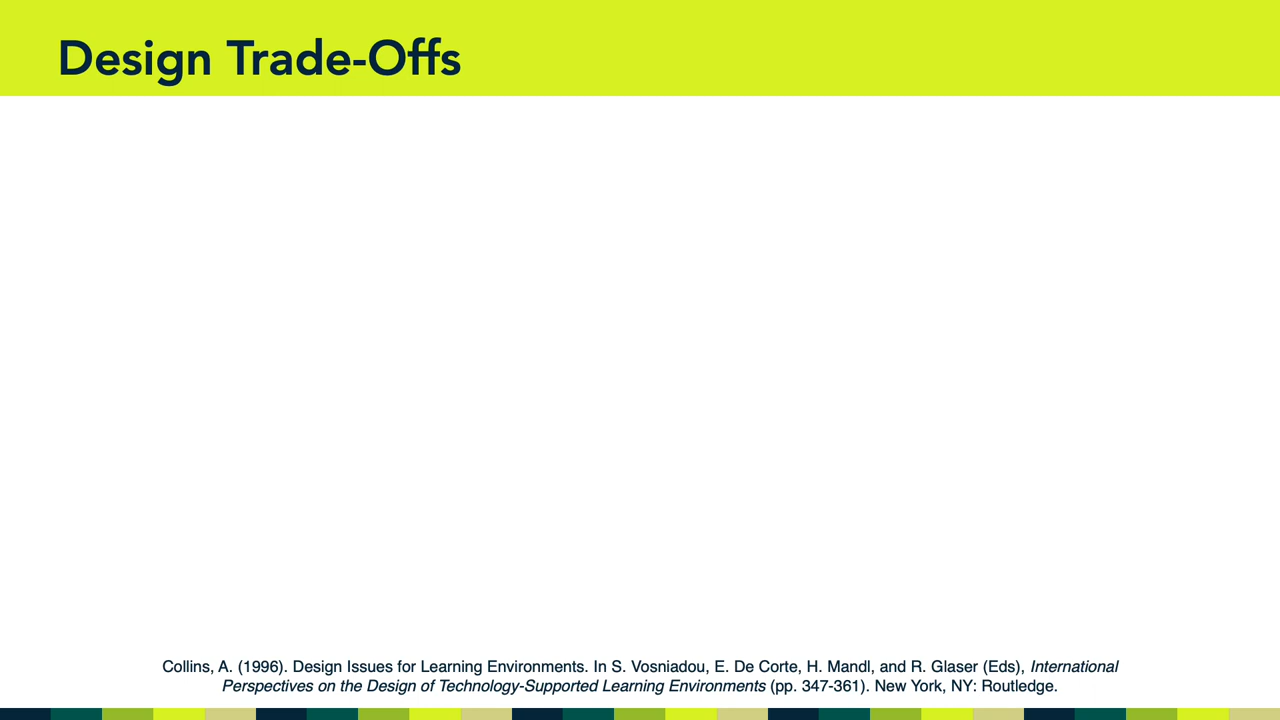 Design Trade-Offs
Collins, A. (1996). Design Issues for Learning Environments. In S. Vosniadou, E. De Corte, H. Mandl, and R. Glaser (Eds), International
Perspectives on the Design of Technology-Supported Learning Environments (pp. 347-361). New York, NY: Routledge.